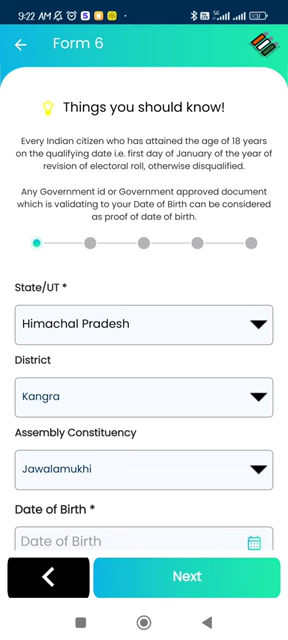 9:22 AM
Form 6
Things you should know!
Every Indian citizen who has attained the age of 18 years
on the qualifying date i.e. first day of January of the year of
revision of electoral roll, otherwise disqualified.
Any Government id or Government approved document
which is validating to your Date of Birth can be considered
as proof of date of birth.
State/UT *
Himachal Pradesh
District
Kangra
Assembly Constituency
Jawalamukhi
Date of Birth *
Date of Birth
Next